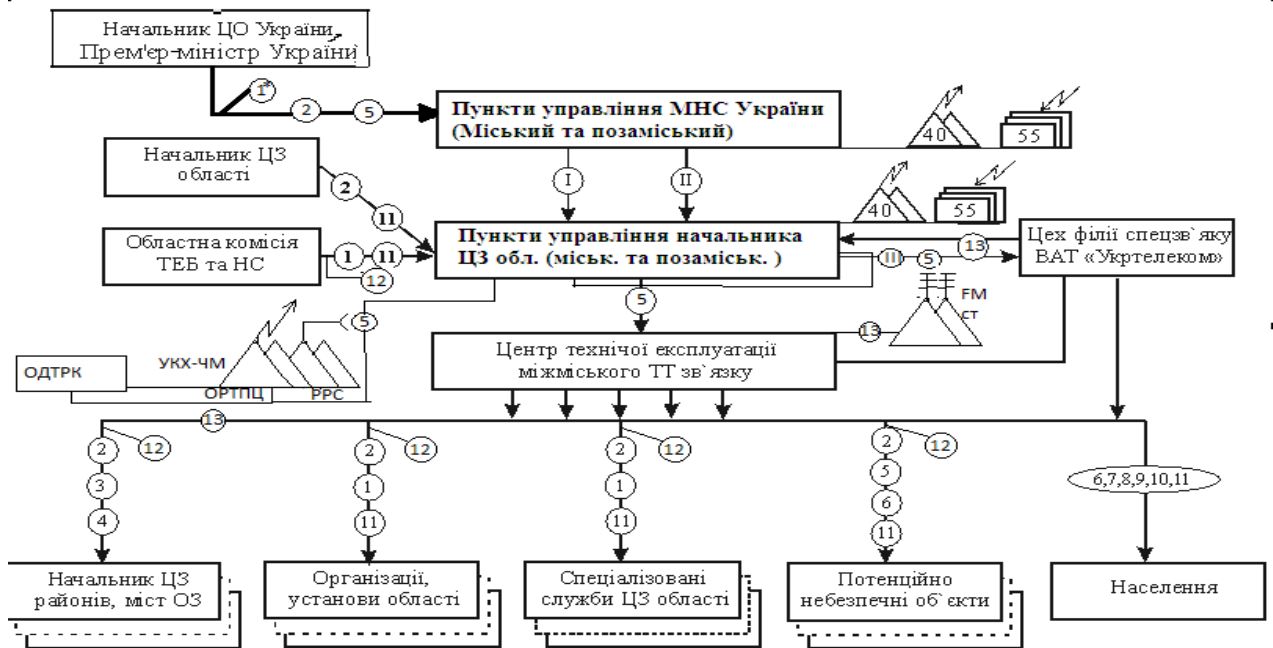 Начальник ЦО України,
Прем'єр-міністр України
1*
2
5
Пункти управління МНС України
(Міський та позаміський)
40
55
Начальник ЦЗ
області
2
11
I
II
40
55
Обласна комісія
ТЕБ та НС
1
11
12
Пункти управління начальника
ЦЗ обл. (міськ. та позаміськ. )
13
III
5
Цех філії спецзв`яку
ВАТ «Укртелеком»
5
5
FM
ст
13
УКХ-ЧМ
ОДТРК
ОРТПЦ
РРС
Центр технічої експлуатації
міжміського ТТ зв`язку
13
2
12
2
12
2
12
2
12
3
1
1
5
6,7,8,9,10,11
4
11
11
6
11
Начальник ЦЗ
районів, міст ОЗ
Організації,
установи області
Спеціалізовані
служби ЦЗ області
Потенційно
небезпечні об`єкти
Населення